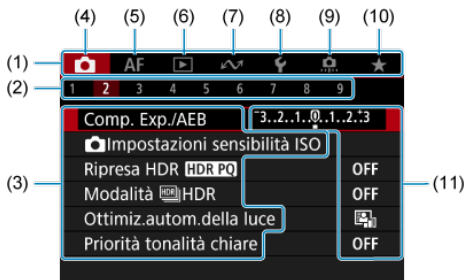 (4) (5) (6) (7) (8) (9) (10)
(1) AF
(2) 1 2 3 4 5 6 7 8 9
Comp. Exp./AEB -3..2..1..0..1..2..+3
Impostazioni sensibilità ISO
Ripresa HDR HDR PQ OFF
(3) Modalità HDR HDR OFF (11)
Ottimiz.autom.della luce
Priorità tonalità chiare OFF